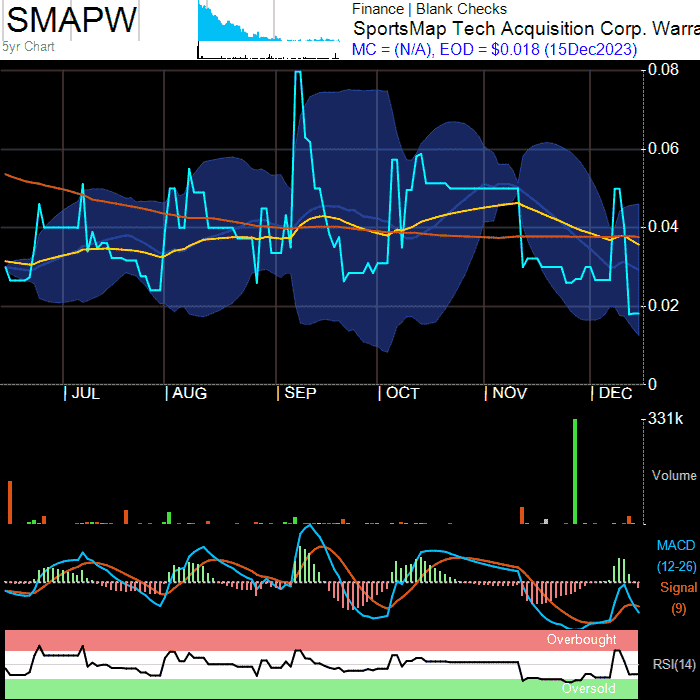 SMAPW
5yr Chart
Finance | Blank Checks
SportsMap Tech Acquisition Corp. Warra
MC = (N/A), EOD = $0.018 (15Dec2023)
0.08
0.06
0.04
0.02
0
| JUL | AUG | SEP | OCT | NOV | DEC
331k
Volume
MACD
(12-26)
Signal
(9)
Overbought
RSI(14)
Oversold